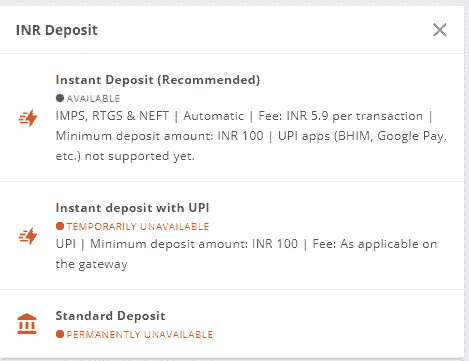 INR Deposit
Instant Deposit (Recommended)
AVAILABLE
IMPS, RTGS & NEFT | Automatic | Fee: INR 5.9 per transaction |
Minimum deposit amount: INR 100 | UPI apps (BHIM, Google Pay,
etc.) not supported yet.
Instant deposit with UPI
TEMPORARILY UNAVAILABLE
UPI | Minimum deposit amount: INR 100 | Fee: As applicable on
the gateway
Standard Deposit
PERMANENTLY UNAVAILABLE